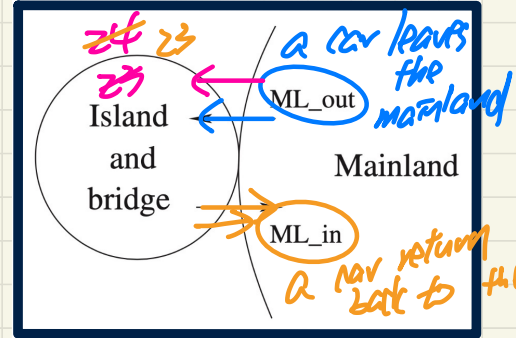 24 23
23
a car leaves
the
mainland
ML_out
Island
and
bridge
Mainland
ML_in
a car return
back to